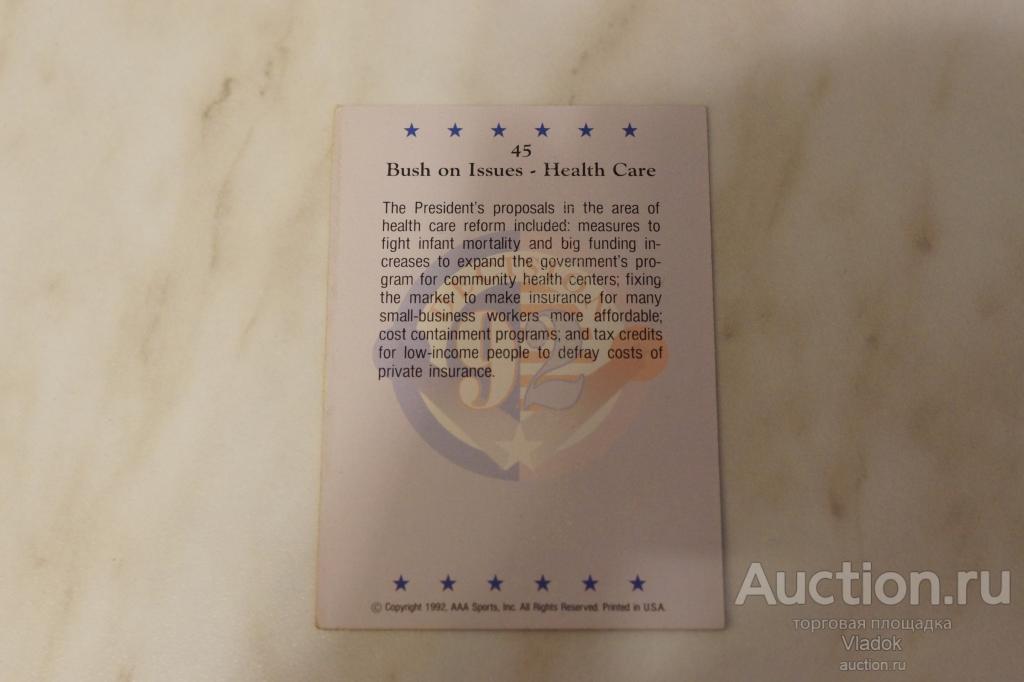 45
Bush on Issues - Health Care
The President's proposals in the area of
health care reform included: measures to
fight infant mortality and big funding in-
creases to expand the government's pro-
gram for community health centers; fixing
the market to make insurance for many
small-business workers more affordable;
cost containment programs; and tax credits
for low-income people to defray costs of
private insurance.
92
© Copyright 1992, AAA Sports, Inc. All Rights Reserved. Printed in U.S.A.
Auction.ru
торговая площадка
Vladok
auction.ru